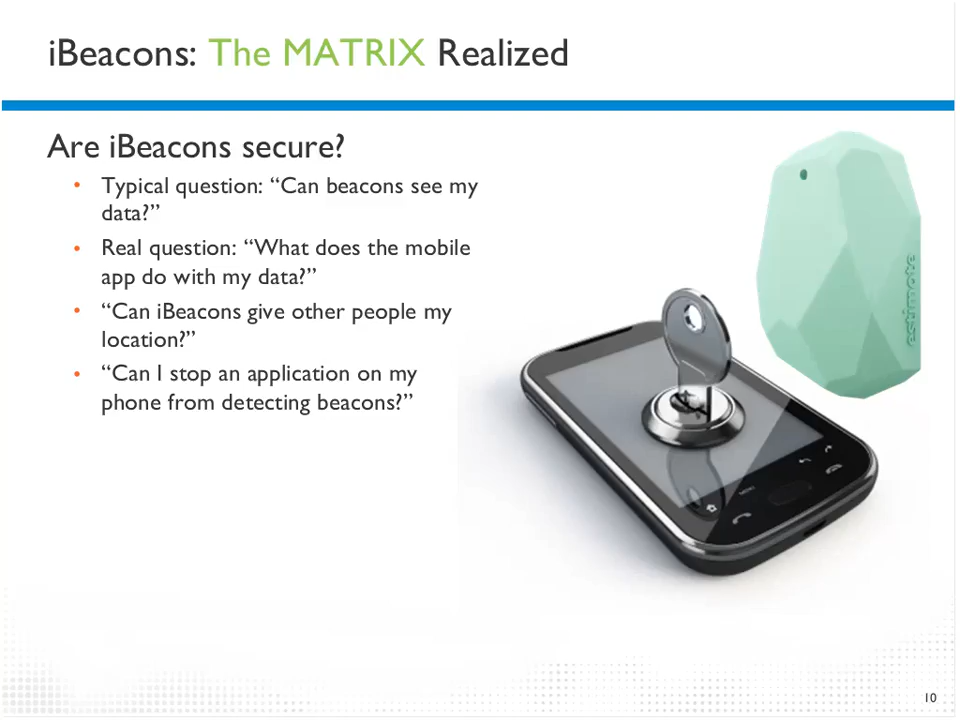 iBeacons: The MATRIX Realized
Are iBeacons secure?
• Typical question: “Can beacons see my
data?”
• Real question: “What does the mobile
app do with my data?”
• “Can iBeacons give other people my
location?”
• “Can I stop an application on my
phone from detecting beacons?”
estimote
MENU
10